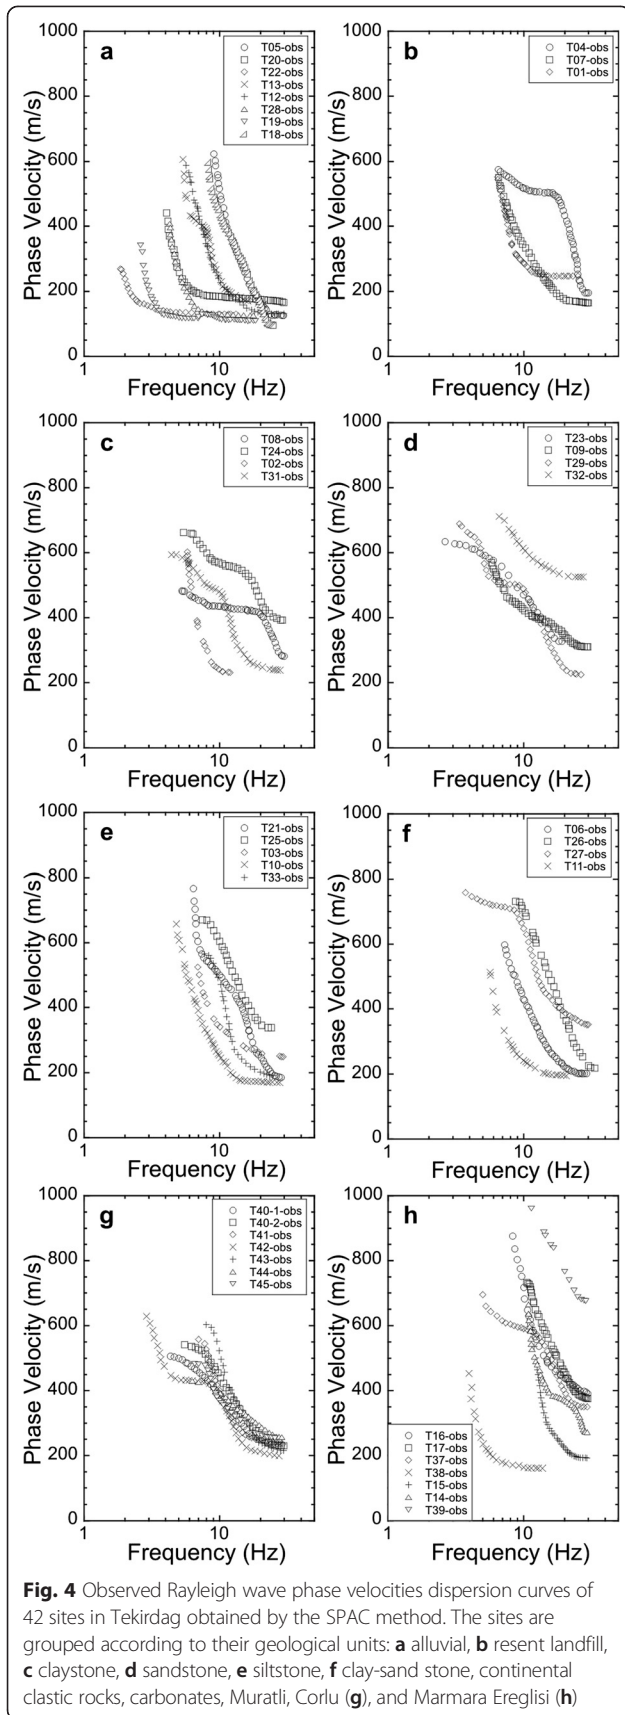 a
T05-obs
T20-obs
T22-obs
T13-obs
T12-obs
T28-obs
T19-obs
T18-obs
1000
800
600
400
200
0
Phase Velocity (m/s)
1
10
Frequency (Hz)
b
T04-obs
T07-obs
T01-obs
1000
800
600
400
200
0
Phase Velocity (m/s)
1
10
Frequency (Hz)
c
T08-obs
T24-obs
T02-obs
T31-obs
1000
800
600
400
200
0
Phase Velocity (m/s)
1
10
Frequency (Hz)
d
T23-obs
T09-obs
T29-obs
T32-obs
1000
800
600
400
200
0
Phase Velocity (m/s)
1
10
Frequency (Hz)
e
T21-obs
T25-obs
T03-obs
T10-obs
T33-obs
1000
800
600
400
200
0
Phase Velocity (m/s)
1
10
Frequency (Hz)
f
T06-obs
T26-obs
T27-obs
T11-obs
1000
800
600
400
200
0
Phase Velocity (m/s)
1
10
Frequency (Hz)
g
T40-1-obs
T40-2-obs
T41-obs
T42-obs
T43-obs
T44-obs
T45-obs
1000
800
600
400
200
0
Phase Velocity (m/s)
1
10
Frequency (Hz)
h
T16-obs
T17-obs
T37-obs
T38-obs
T15-obs
T14-obs
T39-obs
1000
800
600
400
200
0
Phase Velocity (m/s)
1
10
Frequency (Hz)
Fig. 4 Observed Rayleigh wave phase velocities dispersion curves of
42 sites in Tekirdag obtained by the SPAC method. The sites are
grouped according to their geological units: a alluvial, b resent landfill,
c claystone, d sandstone, e siltstone, f clay-sand stone, continental
clastic rocks, carbonates, Muratli, Corlu (g), and Marmara Ereglisi (h)